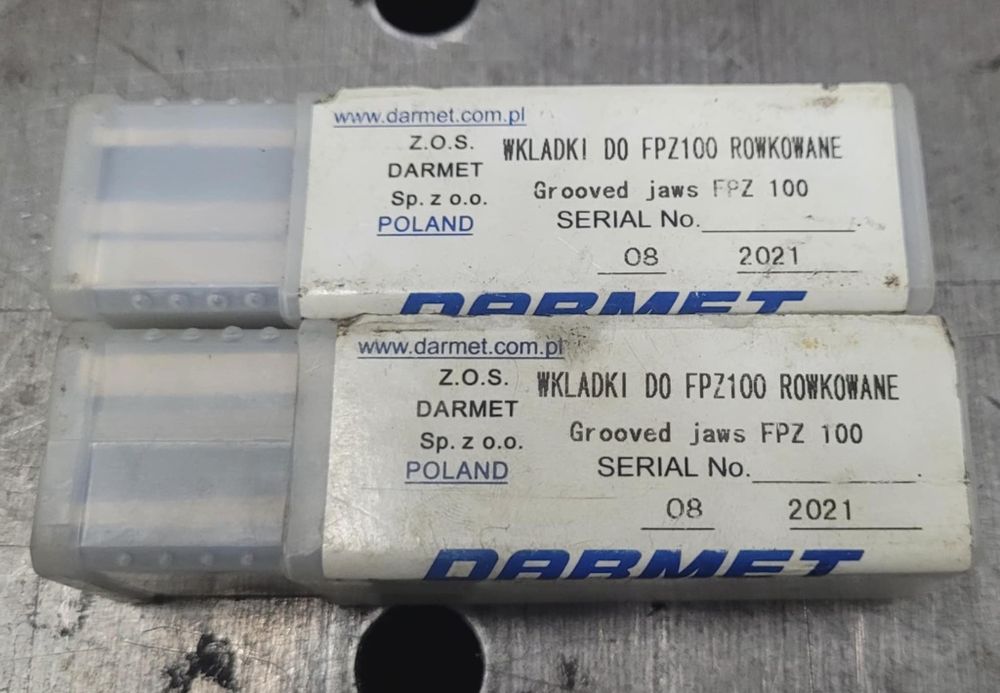 www.darmet.com.pl
Z.O.S.
DARMET
Sp. z o.o.
POLAND
WKLADKI DO FPZ100 ROWKOWANE
Grooved jaws FPZ 100
SERIAL No.
08 2021
DARMET
www.darmet.com.pl
Z.O.S.
DARMET
Sp. z o.o.
POLAND
WKLADKI DO FPZ100 ROWKOWANE
Grooved jaws FPZ 100
SERIAL No.
08 2021
DARMET